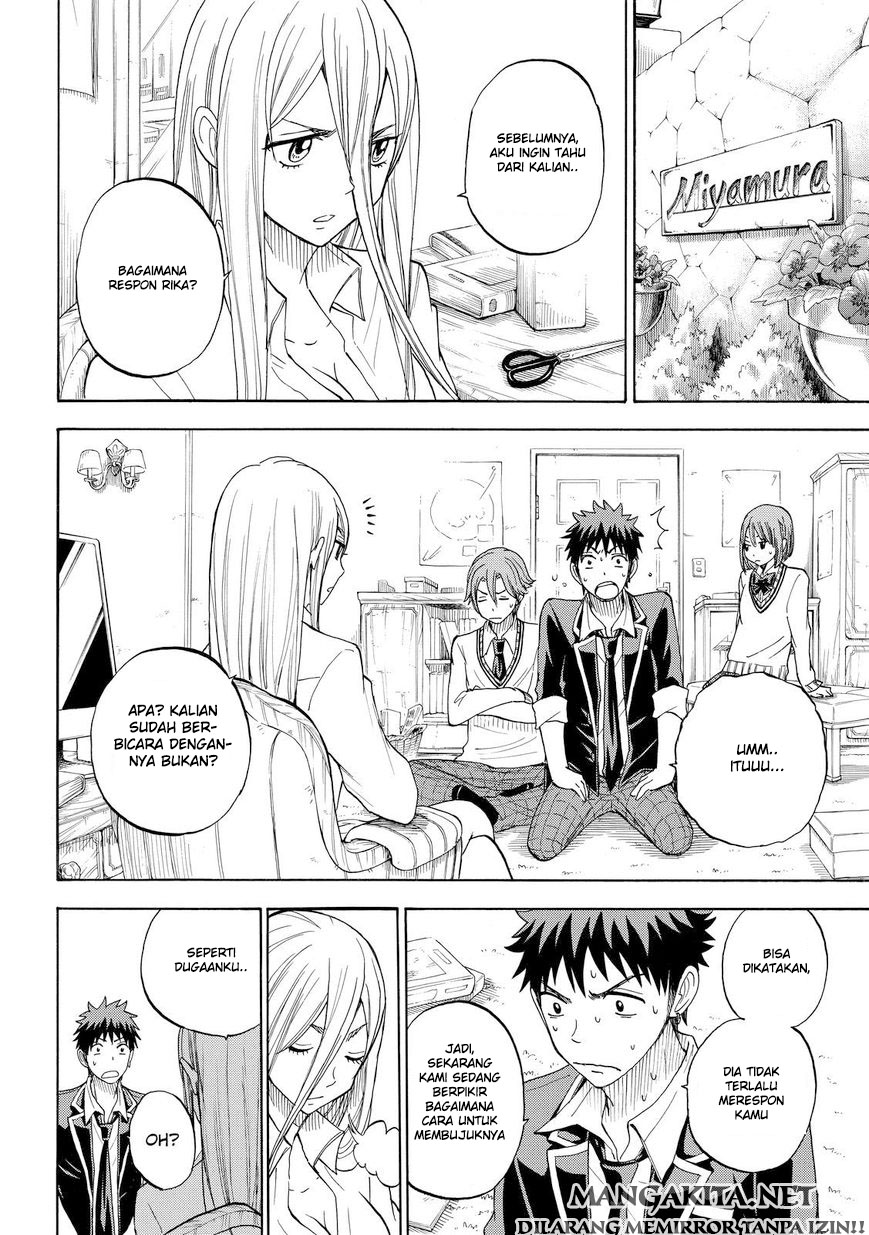 Miyamura
SEBELUMNYA,
AKU INGIN TAHU
DARI KALIAN..
BAGAIMANA
RESPON RIKA?
UMM..
ITUUU..
APA? KALIAN
SUDAH BER-
BICARA DENGAN-
NYA BUKAN?
BISA
DIKATAKAN,
DIA TIDAK
TERLALU
MERESPON
KAMU
JADI,
SEKARANG
KAMI SEDANG
BERPIKIR
BAGAIMANA
CARA UNTUK
MEMBUJUKNYA
SEPERTI
DUGAANKU..
OH?
MANGAKITA.NET
DILARANG MEMIRROR TANPA IZIN!!